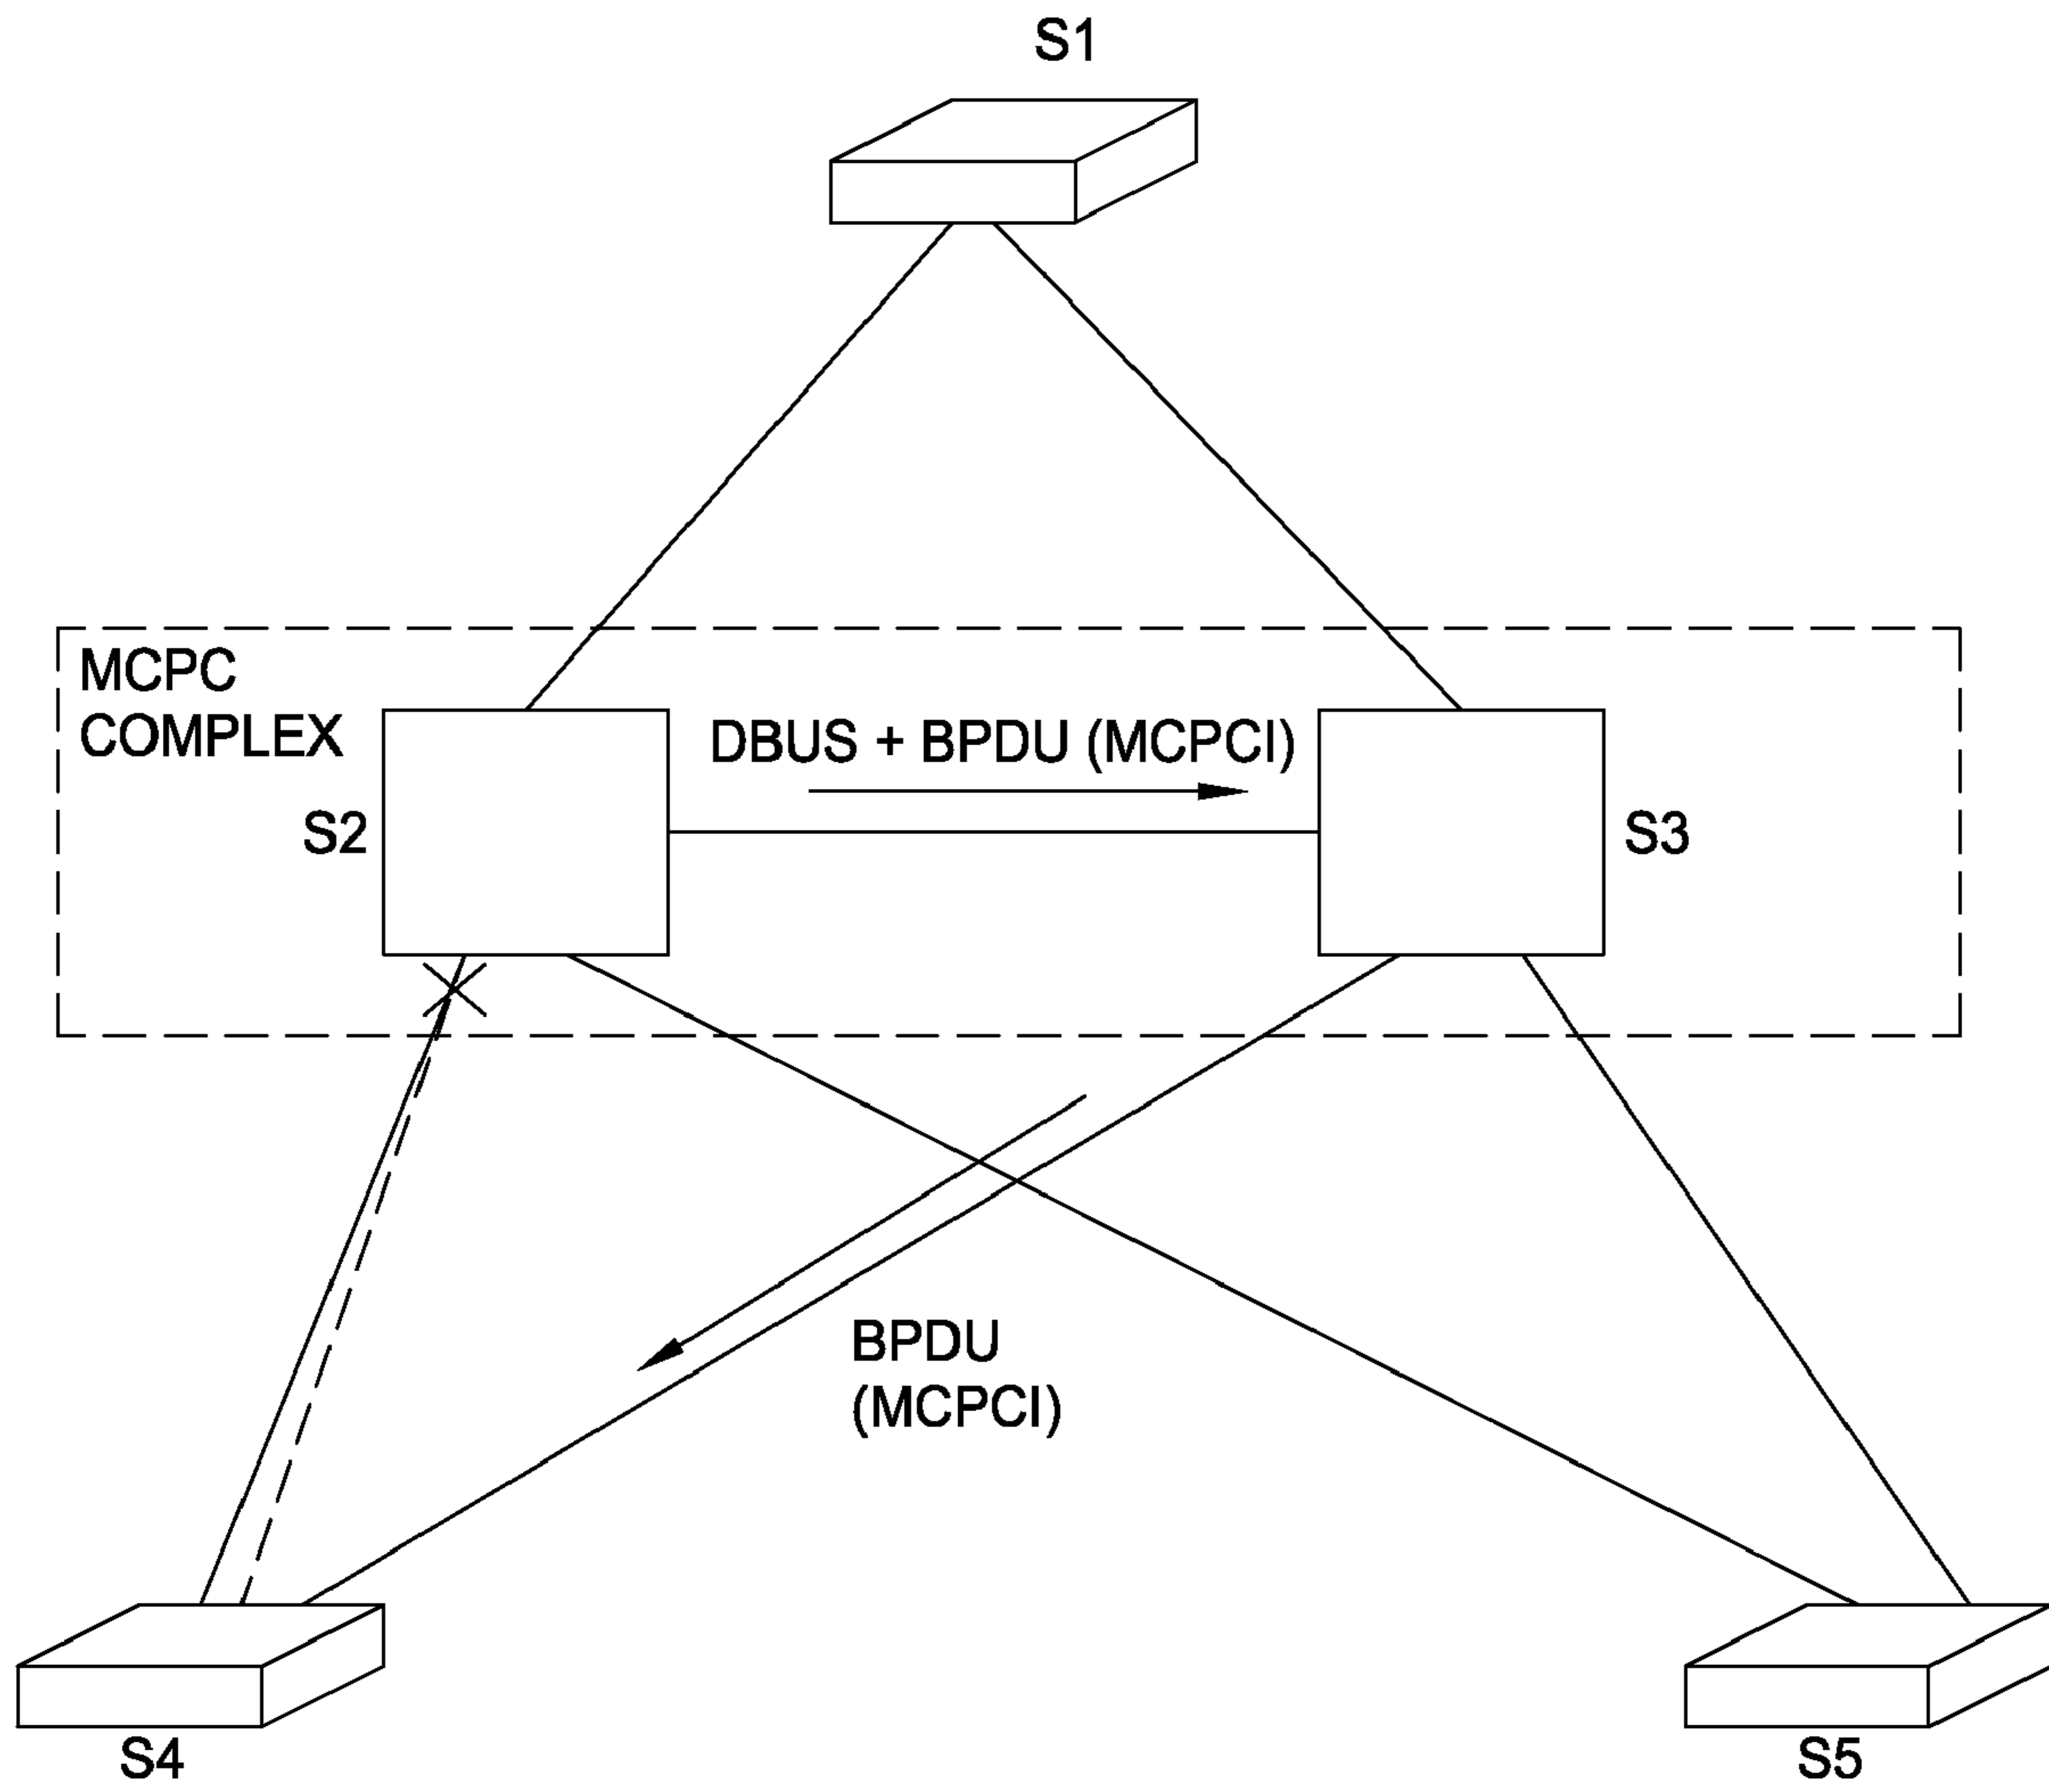 S1
MCPC
COMPLEX
DBUS + BPDU (MCPCI)
S2
S3
BPDU
(MCPCI)
S4
S5